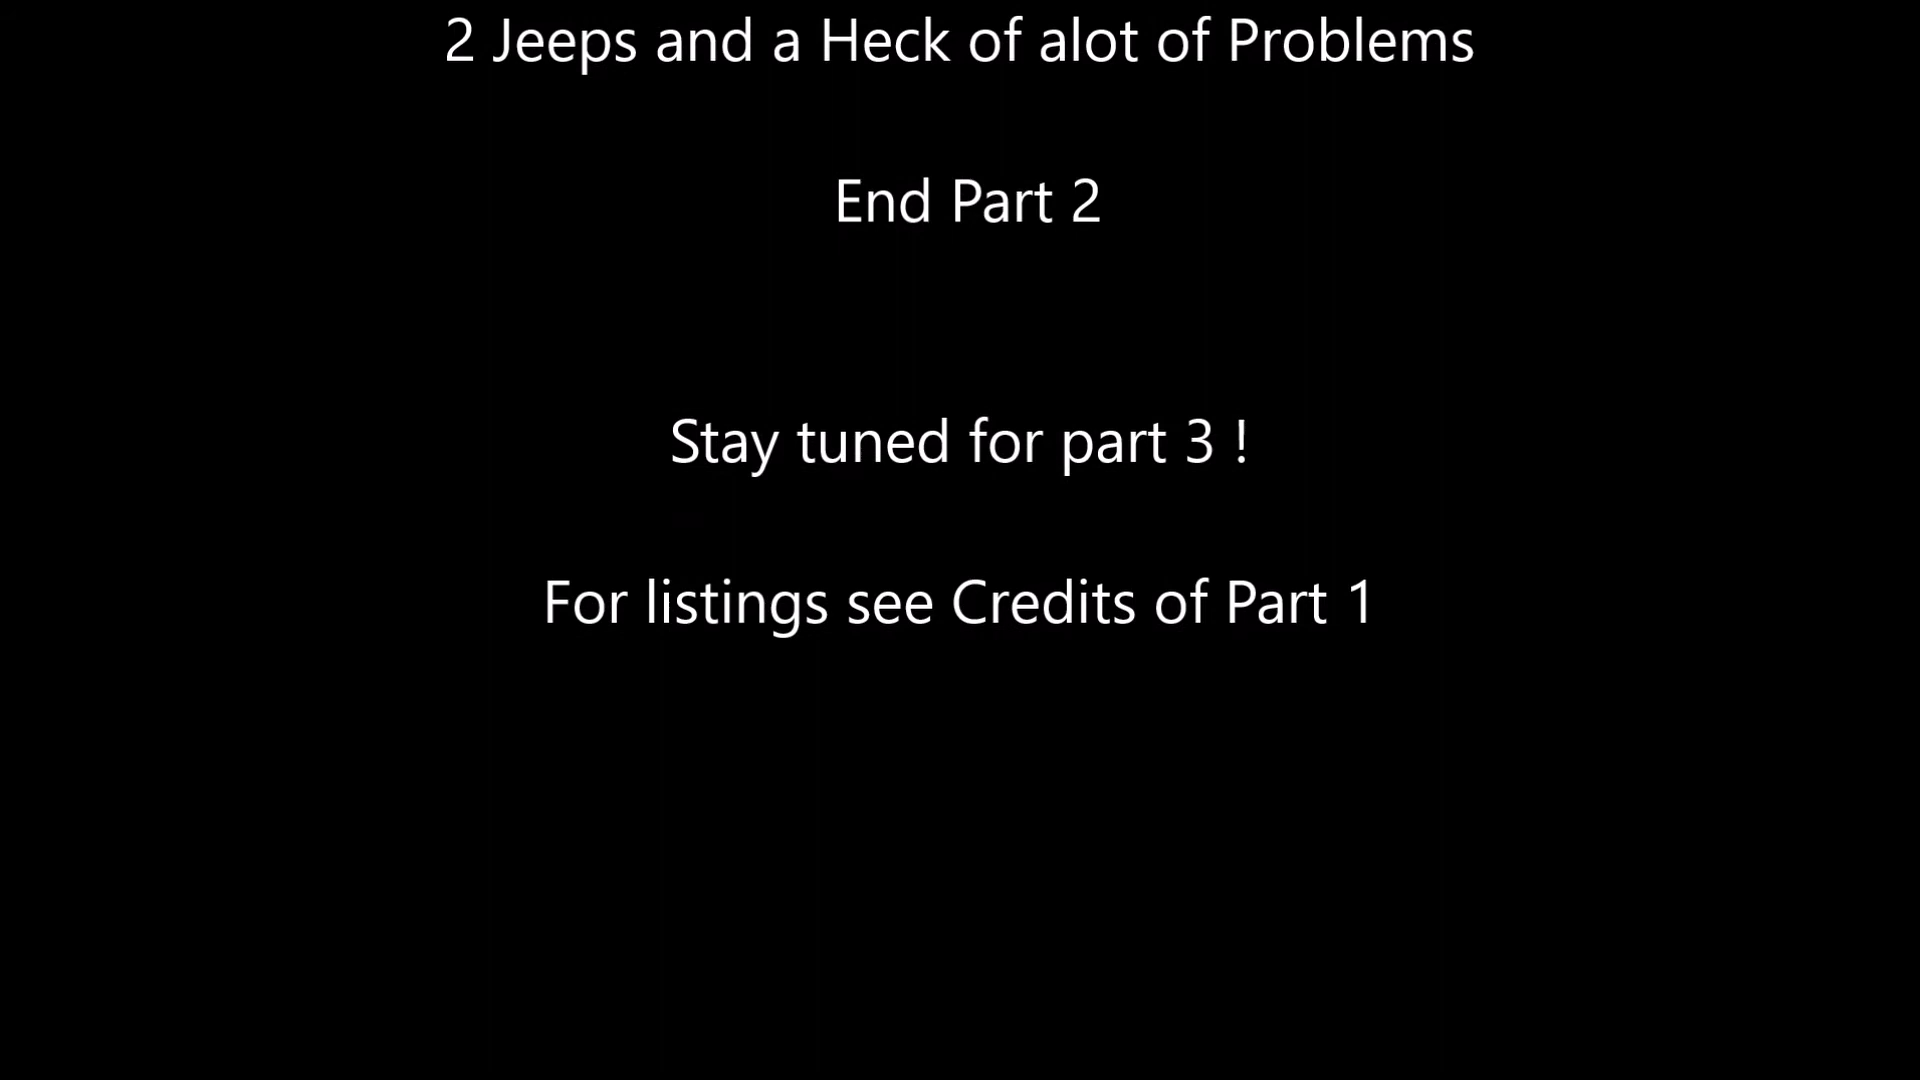 2 Jeeps and a Heck of alot of Problems
End Part 2
Stay tuned for part 3 !
For listings see Credits of Part 1